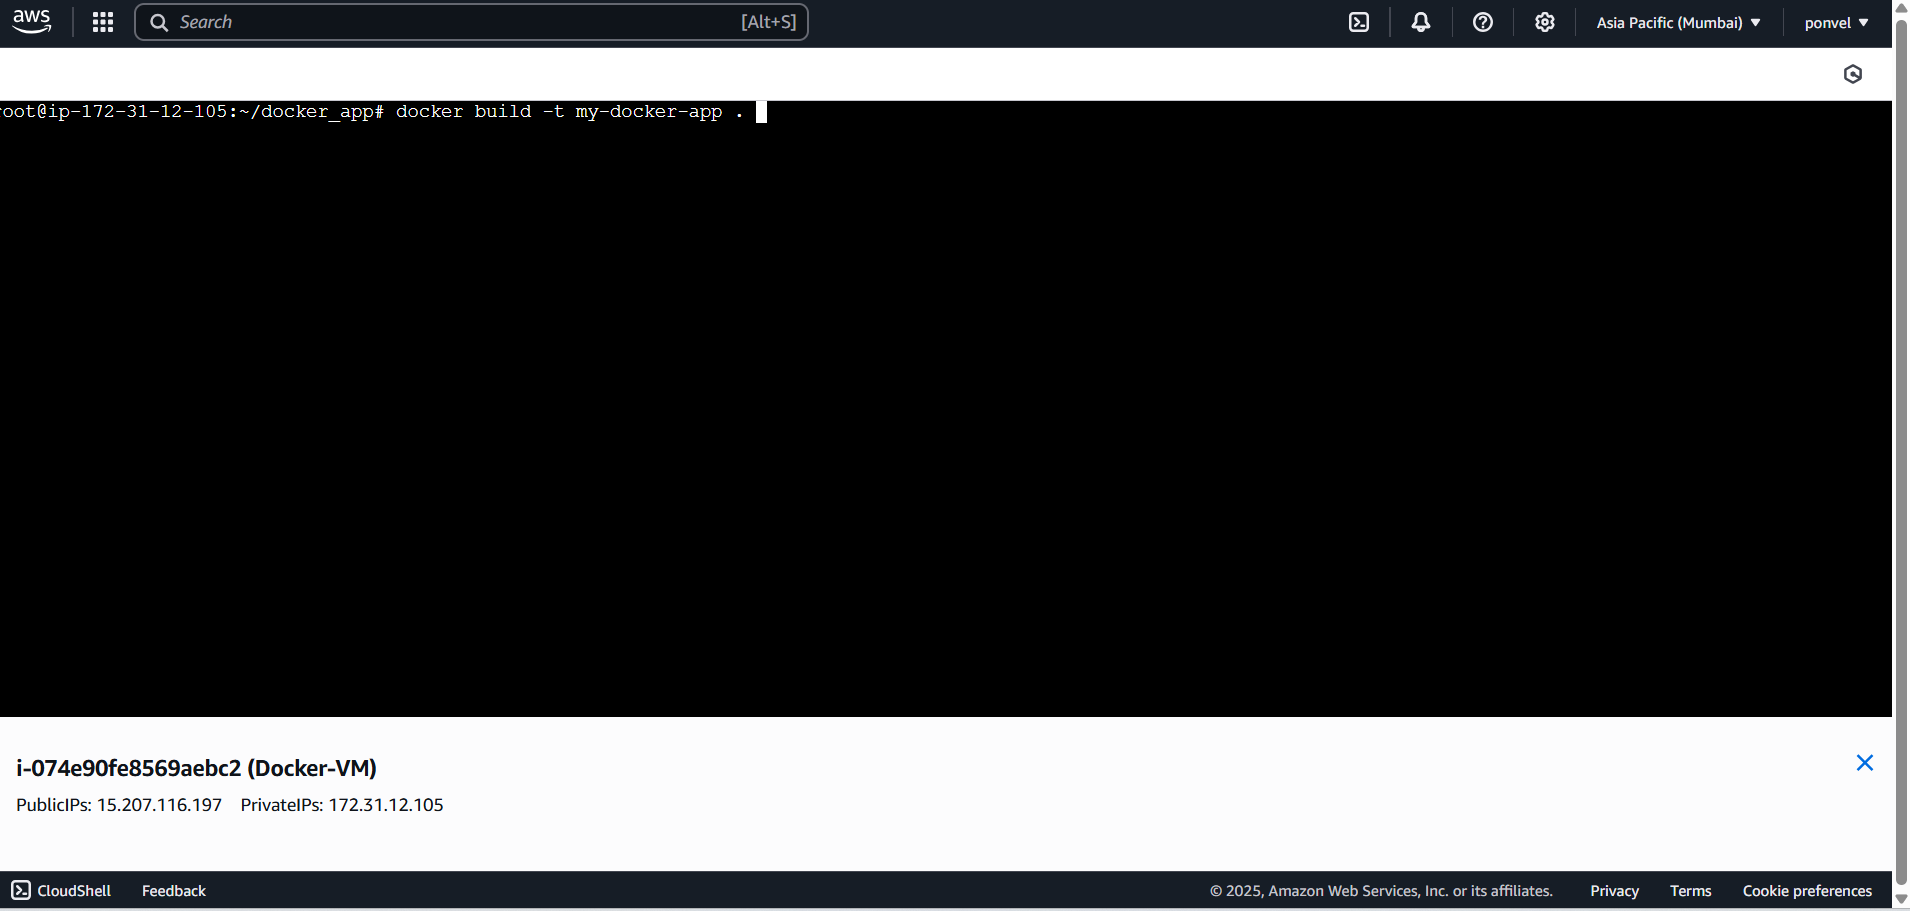 aws
Search [Alt+S]
Asia Pacific (Mumbai)
ponvel
root@ip-172-31-12-105:~/docker_app# docker build -t my-docker-app .
i-074e90fe8569aebc2 (Docker-VM)
PublicIPs: 15.207.116.197 PrivateIPs: 172.31.12.105
CloudShell
Feedback
© 2025, Amazon Web Services, Inc. or its affiliates.
Privacy
Terms
Cookie preferences